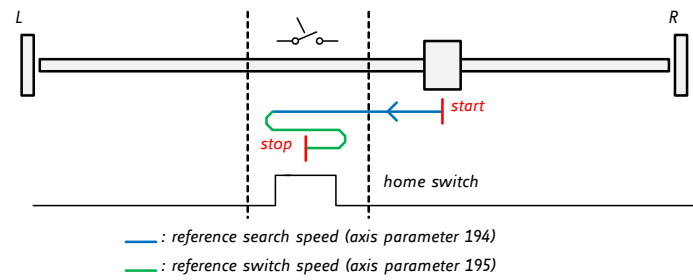 L
R
start
stop
home switch
: reference search speed (axis parameter 194)
: reference switch speed (axis parameter 195)